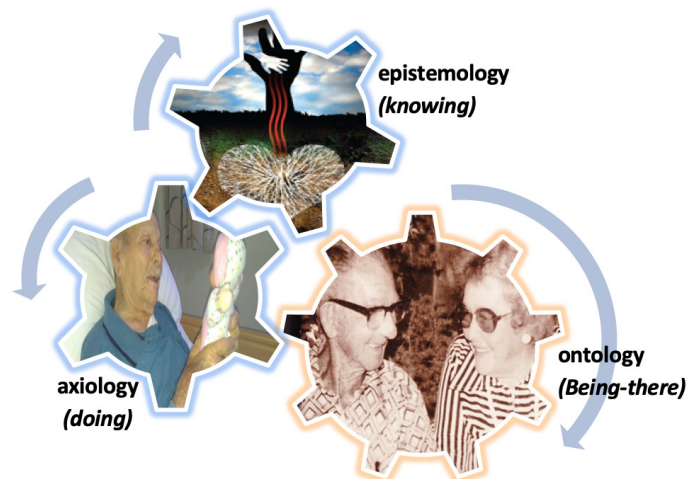 epistemology
(knowing)
axiology
(doing)
ontology
(Being-there)